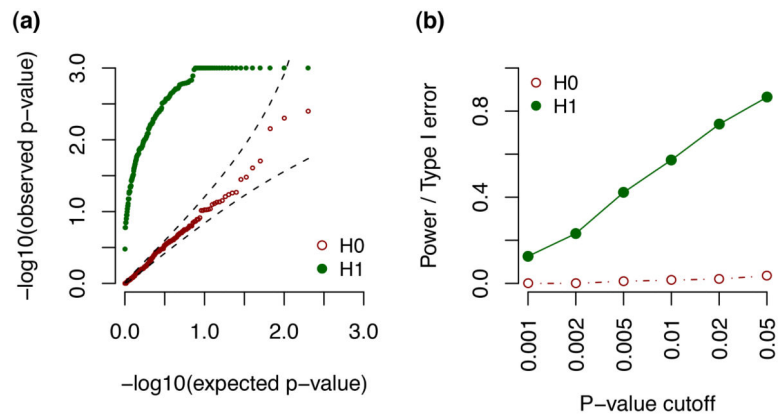 (a)
−log10(observed p−value)
3.0
2.0
1.0
0.0
H0
H1
0.0 1.0 2.0 3.0
−log10(expected p−value)
(b)
Power / Type I error
0.8
0.4
0.0
H0
H1
0.001 0.002 0.005 0.01 0.02 0.05
P−value cutoff